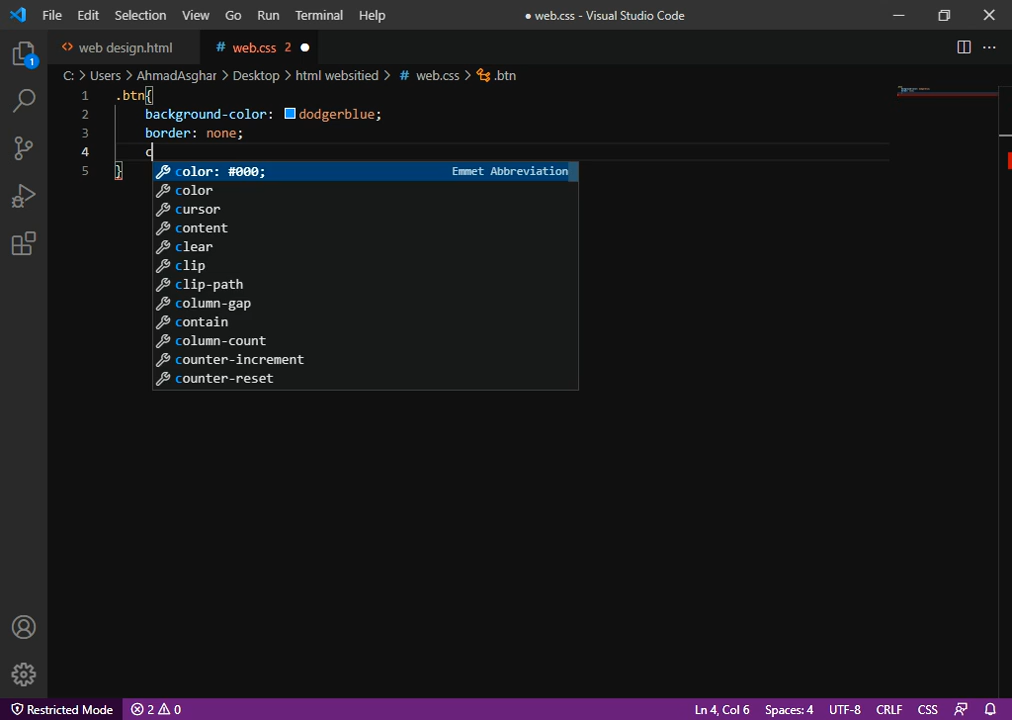 File Edit Selection View Go Run Terminal Help
● web.css - Visual Studio Code
1
web design.html
# web.css 2 ●
C: > Users > AhmadAsghar > Desktop > html websitied > # web.css > .btn
1 .btn{
2 background-color: dodgerblue;
3 border: none;
4 c
5 }
color: #000; Emmet Abbreviation
color
cursor
content
clear
clip
clip-path
column-gap
contain
column-count
counter-increment
counter-reset
Restricted Mode 2 0 Ln 4, Col 6 Spaces: 4 UTF-8 CRLF CSS